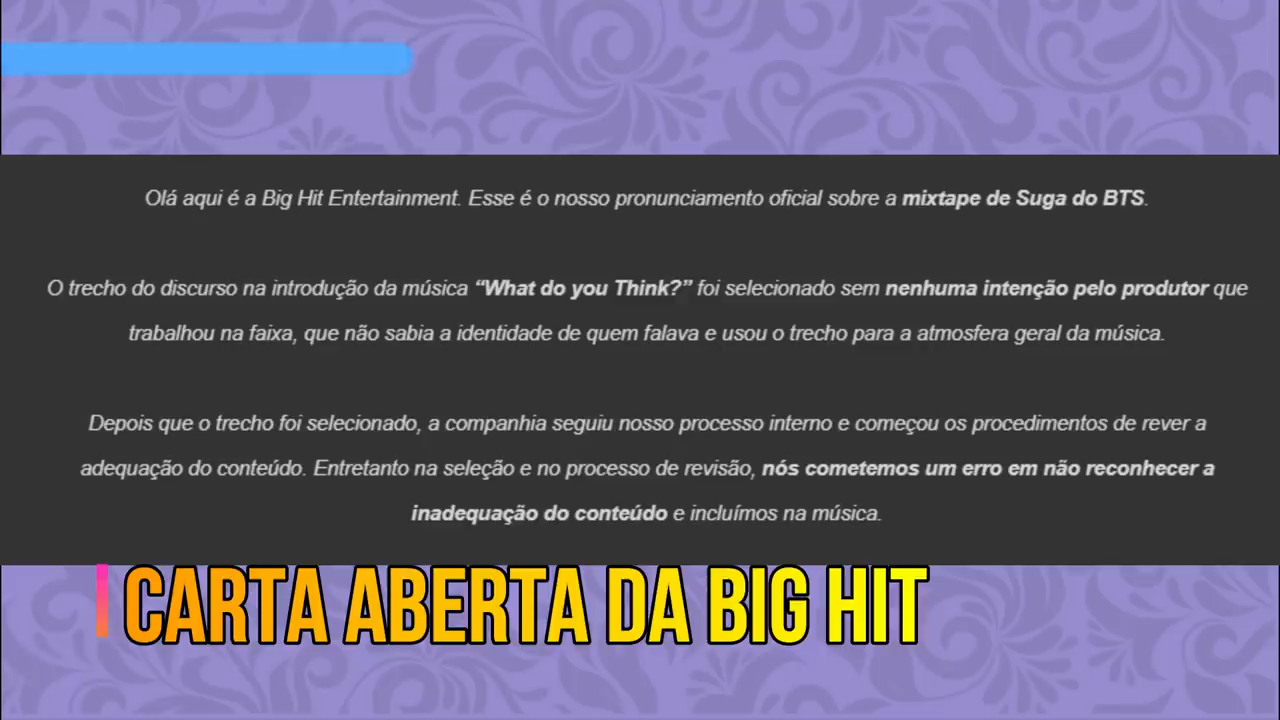 Olá aqui é a Big Hit Entertainment. Esse é o nosso pronunciamento oficial sobre a mixtape de Suga do BTS.
O trecho do discurso na introdução da música “What do you Think?” foi selecionado sem nenhuma intenção pelo produtor que
trabalhou na faixa, que não sabia a identidade de quem falava e usou o trecho para a atmosfera geral da música.
Depois que o trecho foi selecionado, a companhia seguiu nosso processo interno e começou os procedimentos de rever a
adequação do conteúdo. Entretanto na seleção e no processo de revisão, nós cometemos um erro em não reconhecer a
inadequação do conteúdo e incluímos na música.
CARTA ABERTA DA BIG HIT